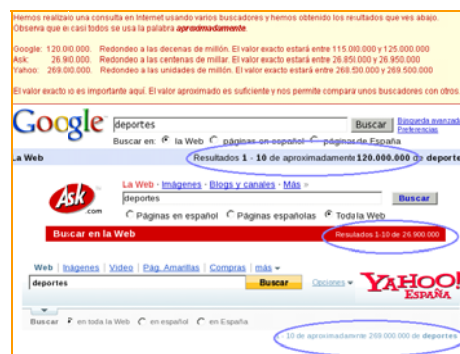 Hemos realizaio una consulta en Internet usando varios buscadores y hemos obtenido los resultados que ves abajo.
Observa que ei casi todos se usa la palabra aproximadamente.
Google: 120.000.000 Redondeo a las decenas de millón. El valor exacto estará entre 115.000.000 y 125.000.000
Ask: 26.900.000 Redondeo a las centenas de millar. El valor exacto estará entre 26.850.000 y 26.950.000
Yahoo: 269.000.000 Redondeo a las unidades de millón. El valor exacto estará entre 268.500.000 y 269.500.000
El valor exacto io es importante aquí. El valor aproximado es suficiente y nos permite compara unos buscadores con otros.
Google deportes Buscar Búsqueda avanzada
Preferencias
Buscar en: la Web páginas en español páginas de España
La Web Resultados 1 - 10 de aproximadamente 120.000.000 de deporte
Ask.com La Web · Imágenes · Blogs y canales · Más »
deportes Buscar
Páginas en español Páginas españolas Toda la Web
Buscar en la Web Resultados 1-10 de 26.900.000
Web | Imágenes | Video | Pág. Amarillas | Compras | más
deportes Buscar Opciones YAHOO!
ESPAÑA
Buscar en toda la Web en español en España
10 de aproximadamente 269.000.000 de deportes